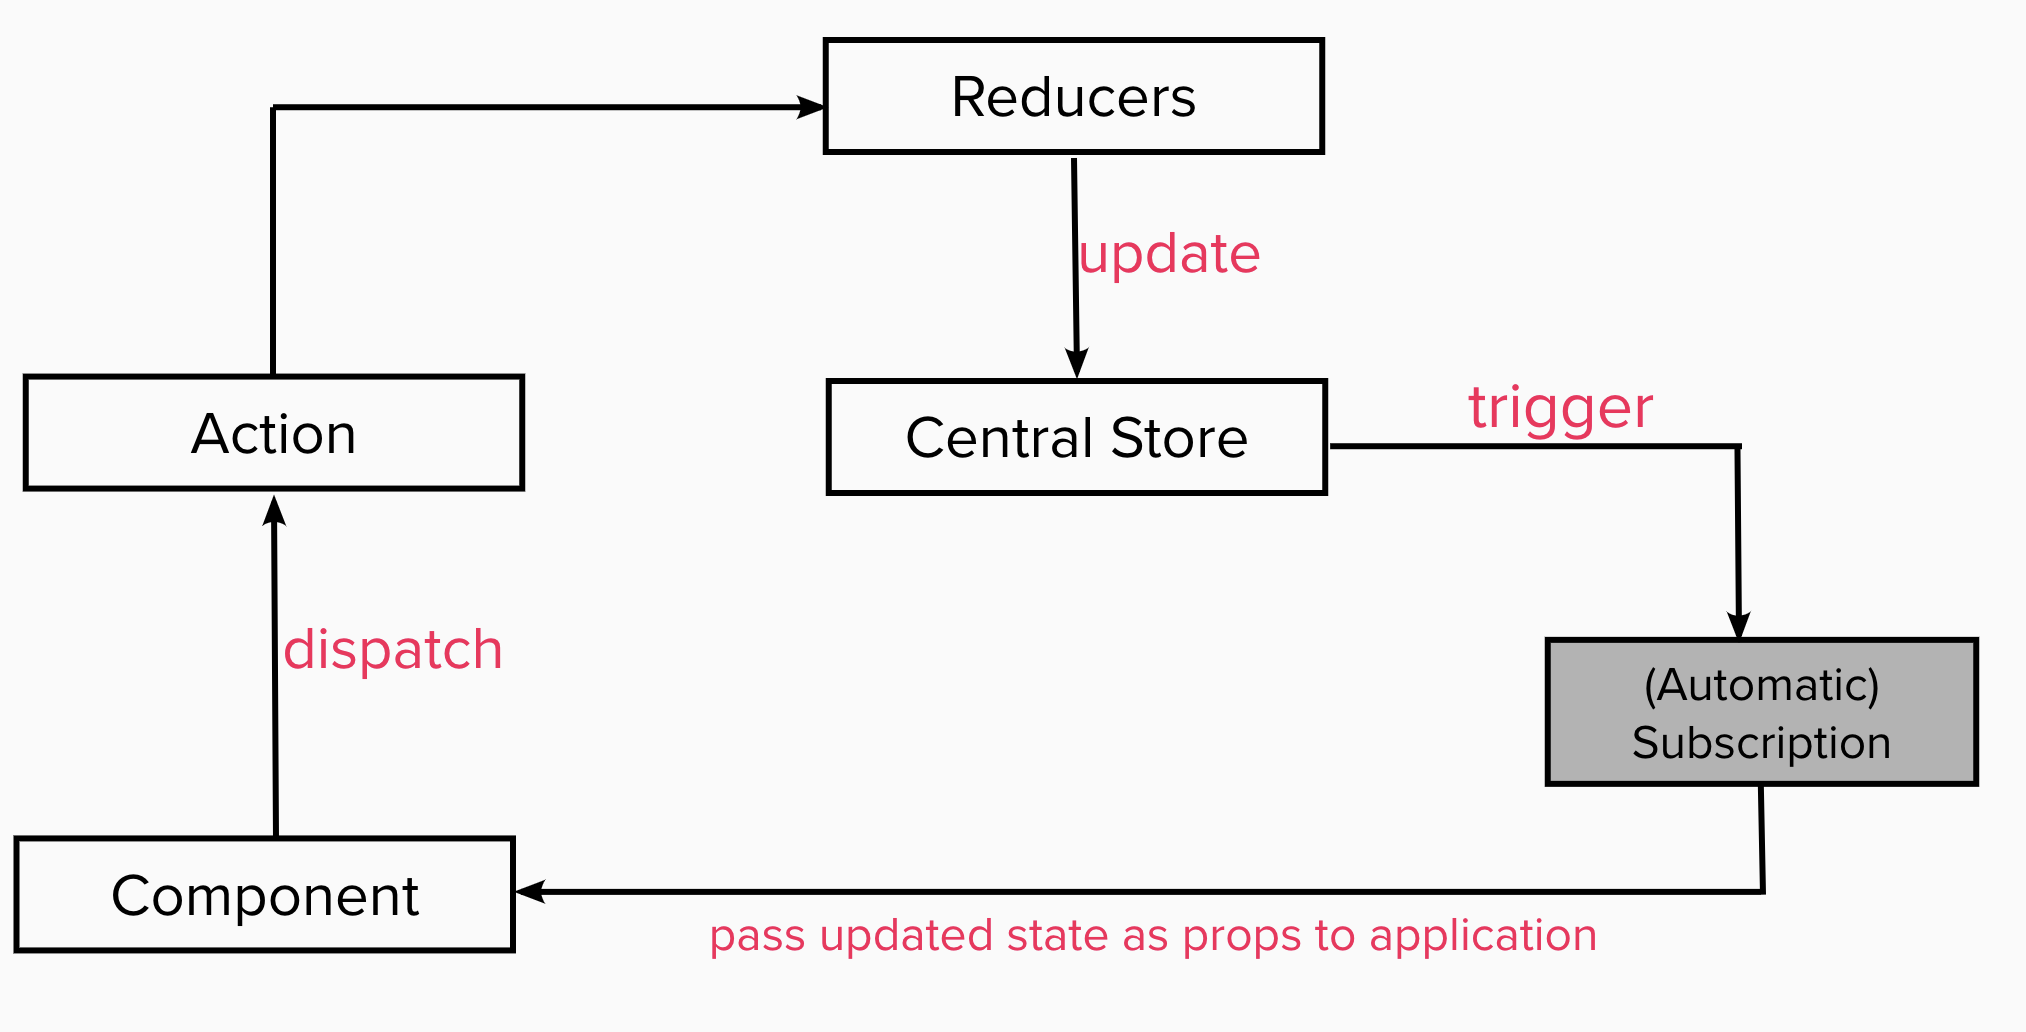 Reducers
update
Action
Central Store
trigger
dispatch
(Automatic)
Subscription
Component
pass updated state as props to application